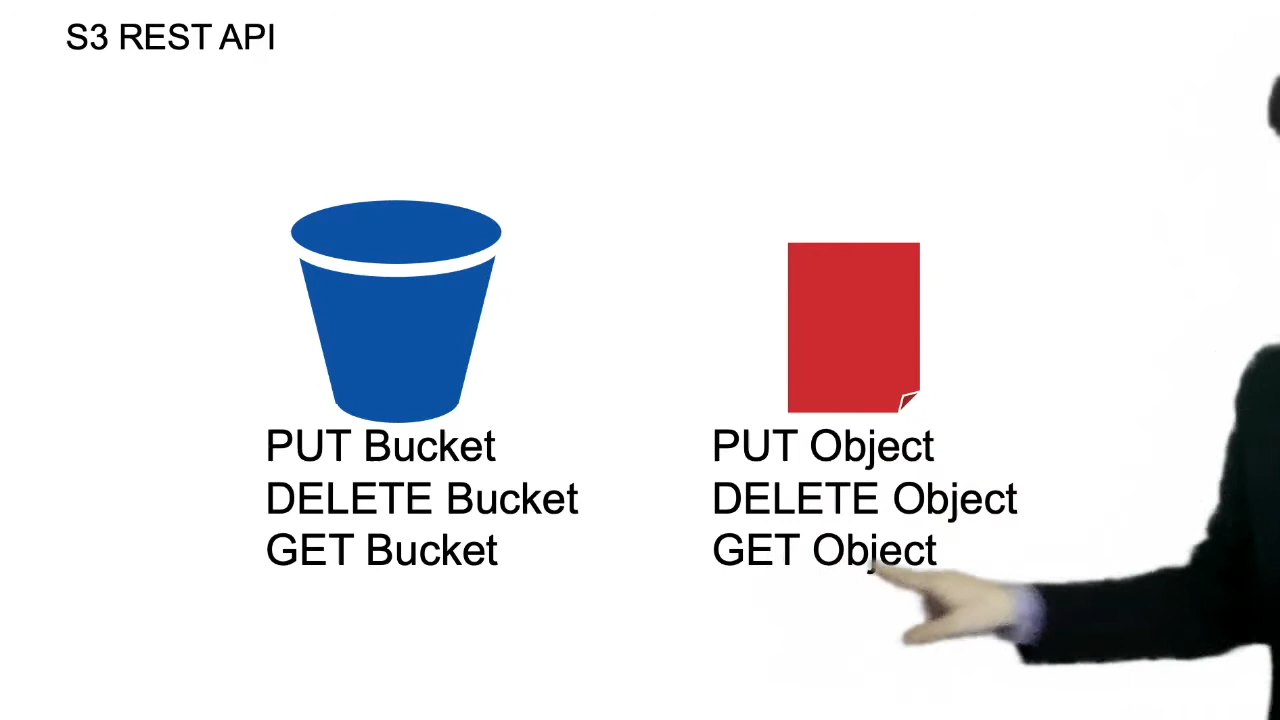 S3 REST API
PUT Bucket
DELETE Bucket
GET Bucket
PUT Object
DELETE Object
GET Object